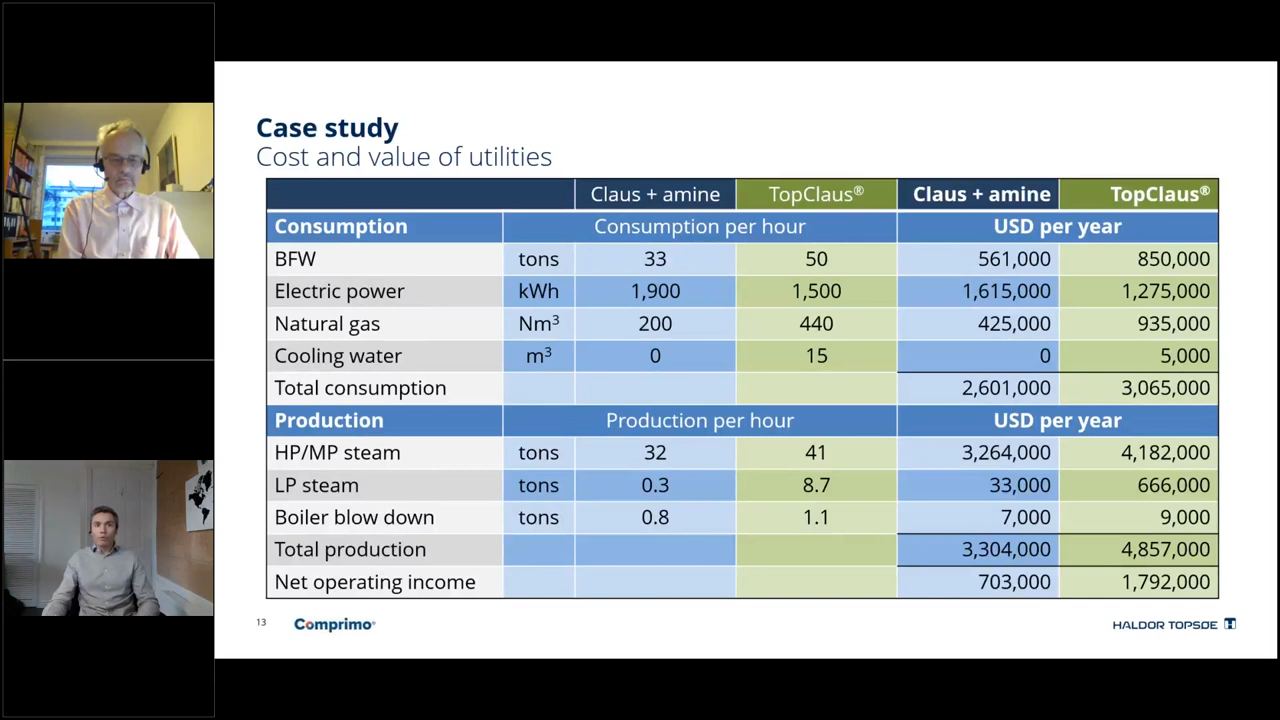 Case study
Cost and value of utilities
Claus + amine TopClaus® Claus + amine TopClaus®
Consumption Consumption per hour USD per year
BFW tons 33 50 561,000 850,000
Electric power kWh 1,900 1,500 1,615,000 1,275,000
Natural gas Nm³ 200 440 425,000 935,000
Cooling water m³ 0 15 0 5,000
Total consumption 2,601,000 3,065,000
Production Production per hour USD per year
HP/MP steam tons 32 41 3,264,000 4,182,000
LP steam tons 0.3 8.7 33,000 666,000
Boiler blow down tons 0.8 1.1 7,000 9,000
Total production 3,304,000 4,857,000
Net operating income 703,000 1,792,000
13 Comprimo® HALDOR TOPSØE